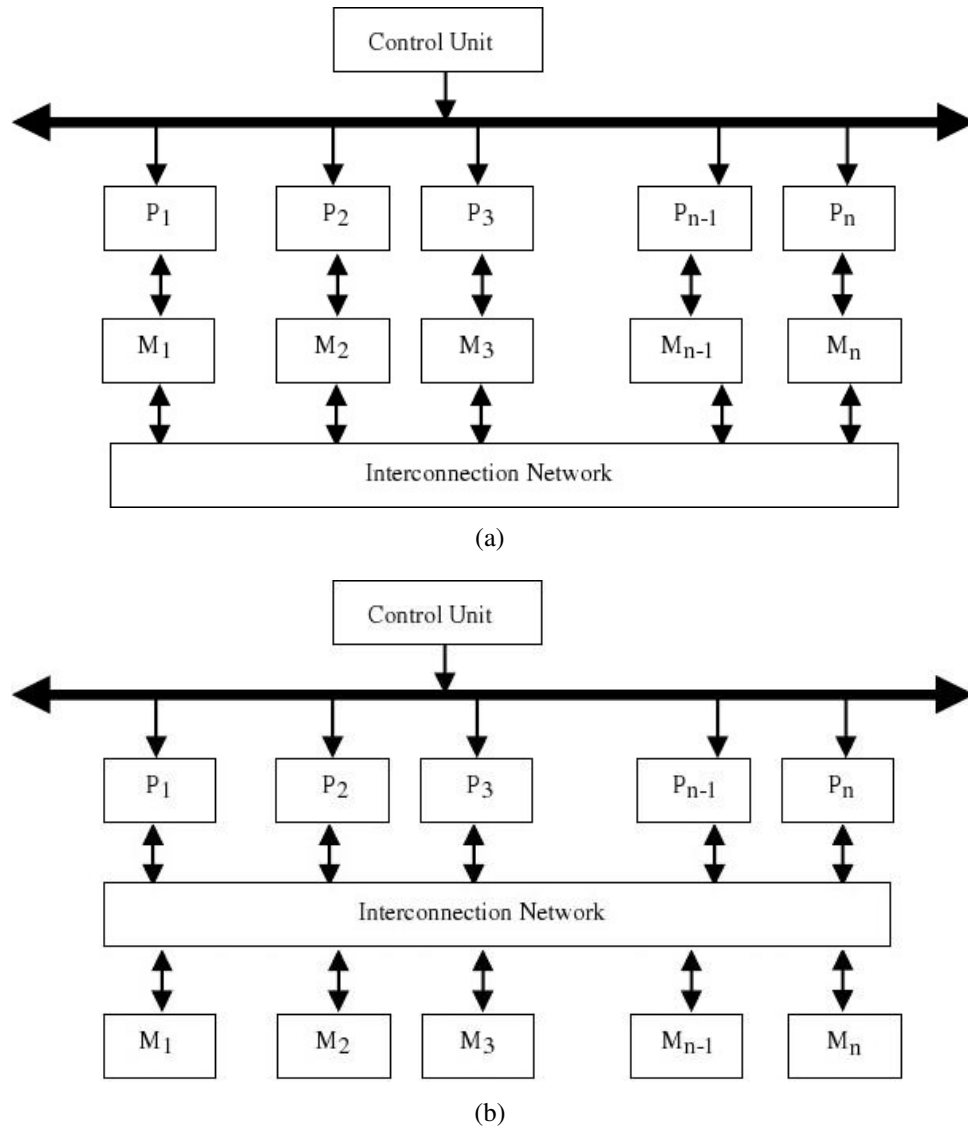 Control Unit
P1 P2 P3 Pn-1 Pn
M1 M2 M3 Mn-1 Mn
Interconnection Network
(a)
Control Unit
P1 P2 P3 Pn-1 Pn
Interconnection Network
M1 M2 M3 Mn-1 Mn
(b)